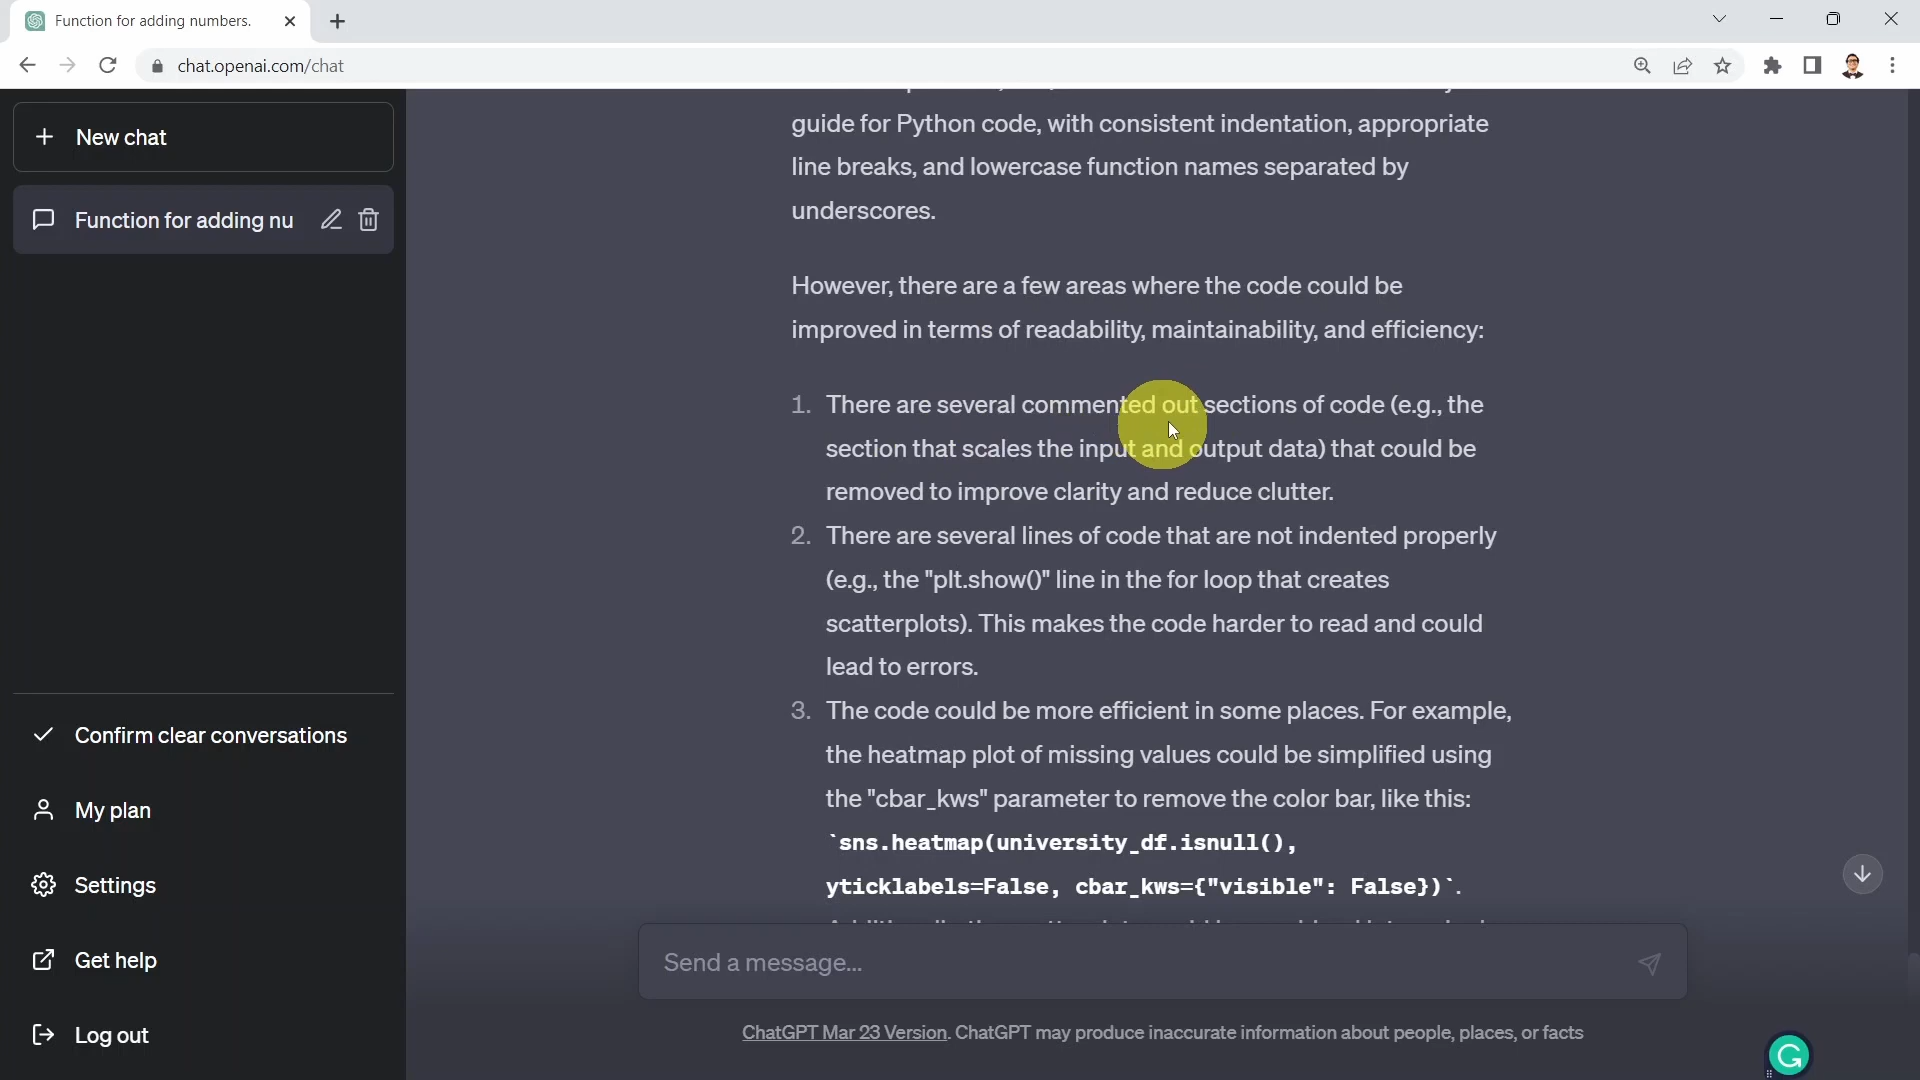 Function for adding numbers.
chat.openai.com/chat
New chat
Function for adding nu
Confirm clear conversations
My plan
Settings
Get help
Log out
guide for Python code, with consistent indentation, appropriate
line breaks, and lowercase function names separated by
underscores.
However, there are a few areas where the code could be
improved in terms of readability, maintainability, and efficiency:
1. There are several commented out sections of code (e.g., the
section that scales the input and output data) that could be
removed to improve clarity and reduce clutter.
2. There are several lines of code that are not indented properly
(e.g., the "plt.show()" line in the for loop that creates
scatterplots). This makes the code harder to read and could
lead to errors.
3. The code could be more efficient in some places. For example,
the heatmap plot of missing values could be simplified using
the "cbar_kws" parameter to remove the color bar, like this:
`sns.heatmap(university_df.isnull(),
yticklabels=False, cbar_kws={"visible": False})`.
Send a message...
ChatGPT Mar 23 Version. ChatGPT may produce inaccurate information about people, places, or facts